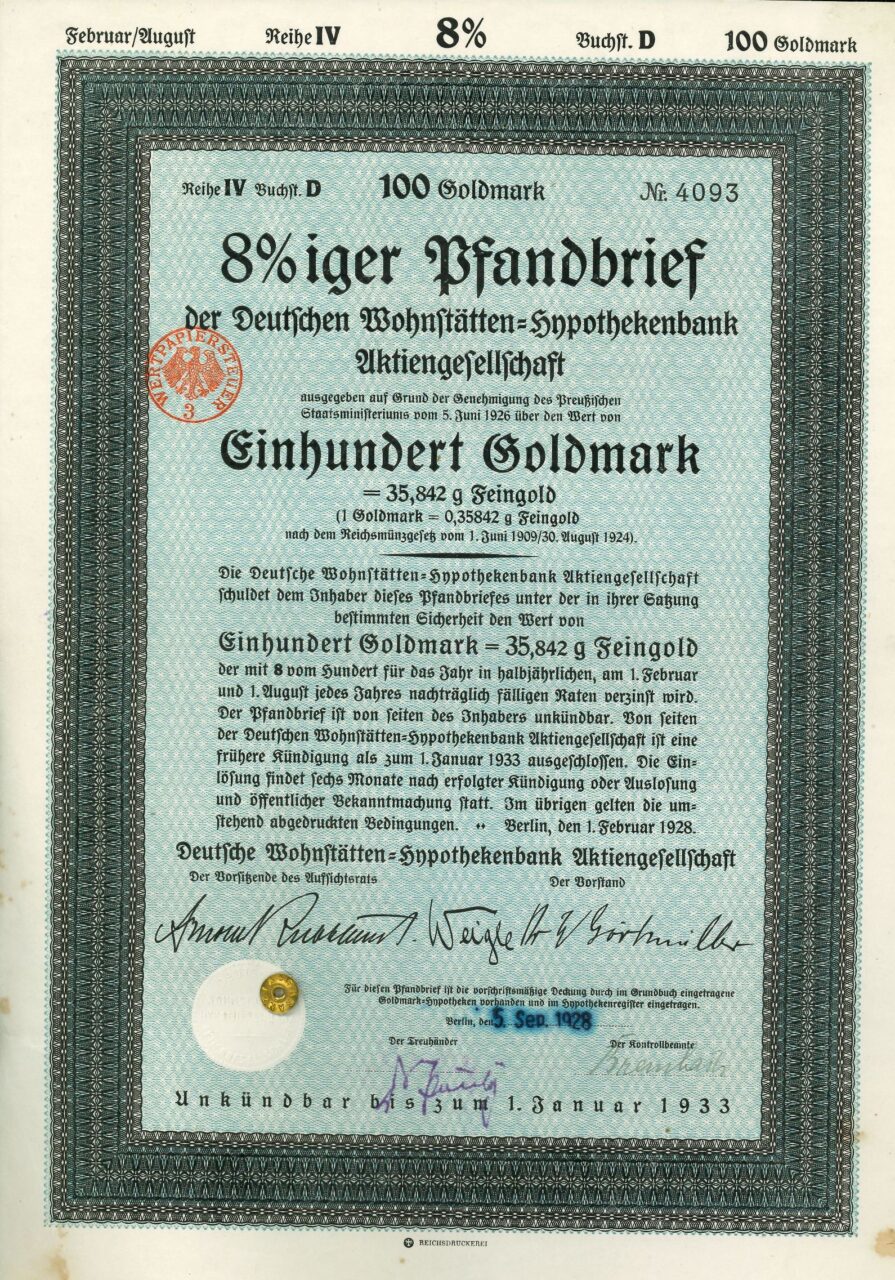 Februar/August Reihe IV 8% Buchst. D 100 Goldmark
Reihe IV Buchst. D 100 Goldmark Nr. 4093
8%iger Pfandbrief
der Deutschen Wohnstätten=Hypothekenbank
Aktiengesellschaft
WERTPAPIERSTEUER
3
ausgegeben auf Grund der Genehmigung des Preußischen
Staatsministeriums vom 5. Juni 1926 über den Wert von
Einhundert Goldmark
= 35,842 g Feingold
(1 Goldmark = 0,35842 g Feingold
nach dem Reichsmünzgesetz vom 1. Juni 1909/30. August 1924).
Die Deutsche Wohnstätten=Hypothekenbank Aktiengesellschaft
schuldet dem Inhaber dieses Pfandbriefes unter der in ihrer Satzung
bestimmten Sicherheit den Wert von
Einhundert Goldmark = 35,842 g Feingold
der mit 8 vom Hundert für das Jahr in halbjährlichen, am 1. Februar
und 1. August jedes Jahres nachträglich fälligen Raten verzinst wird.
Der Pfandbrief ist von seiten des Inhabers unkündbar. Von seiten
der Deutschen Wohnstätten=Hypothekenbank Aktiengesellschaft ist eine
frühere Kündigung als zum 1. Januar 1933 ausgeschlossen. Die Ein=
lösung findet sechs Monate nach erfolgter Kündigung oder Auslosung
und öffentlicher Bekanntmachung statt. Im übrigen gelten die um=
stehend abgedruckten Bedingungen. Berlin, den 1. Februar 1928.
Deutsche Wohnstätten=Hypothekenbank Aktiengesellschaft
Der Vorsitzende des Aufsichtsrats Der Vorstand
Weigle
Für diesen Pfandbrief ist die vorschriftsmäßige Deckung durch im Grundbuch eingetragene
Goldmark=Hypotheken vorhanden und im Hypothekenregister eingetragen.
Berlin, den 5. Sep. 1928
Der Treuhänder Der Kontrollbeamte
Unkündbar bis zum 1. Januar 1933
REICHSDRUCKEREI